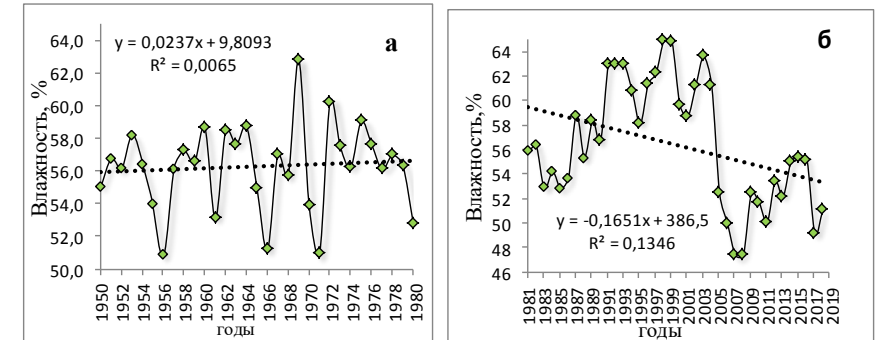 y = 0,0237x + 9,8093
R² = 0,0065
а
Влажность, %
64,0
62,0
60,0
58,0
56,0
54,0
52,0
50,0
1950 1952 1954 1956 1958 1960 1962 1964 1966 1968 1970 1972 1974 1976 1978 1980
годы
б
Влажность,%
64
62
60
58
56
54
52
50
48
46
y = -0,1651x + 386,5
R² = 0,1346
1981 1983 1985 1987 1989 1991 1993 1995 1997 1999 2001 2003 2005 2007 2009 2011 2013 2015 2017 2019
годы